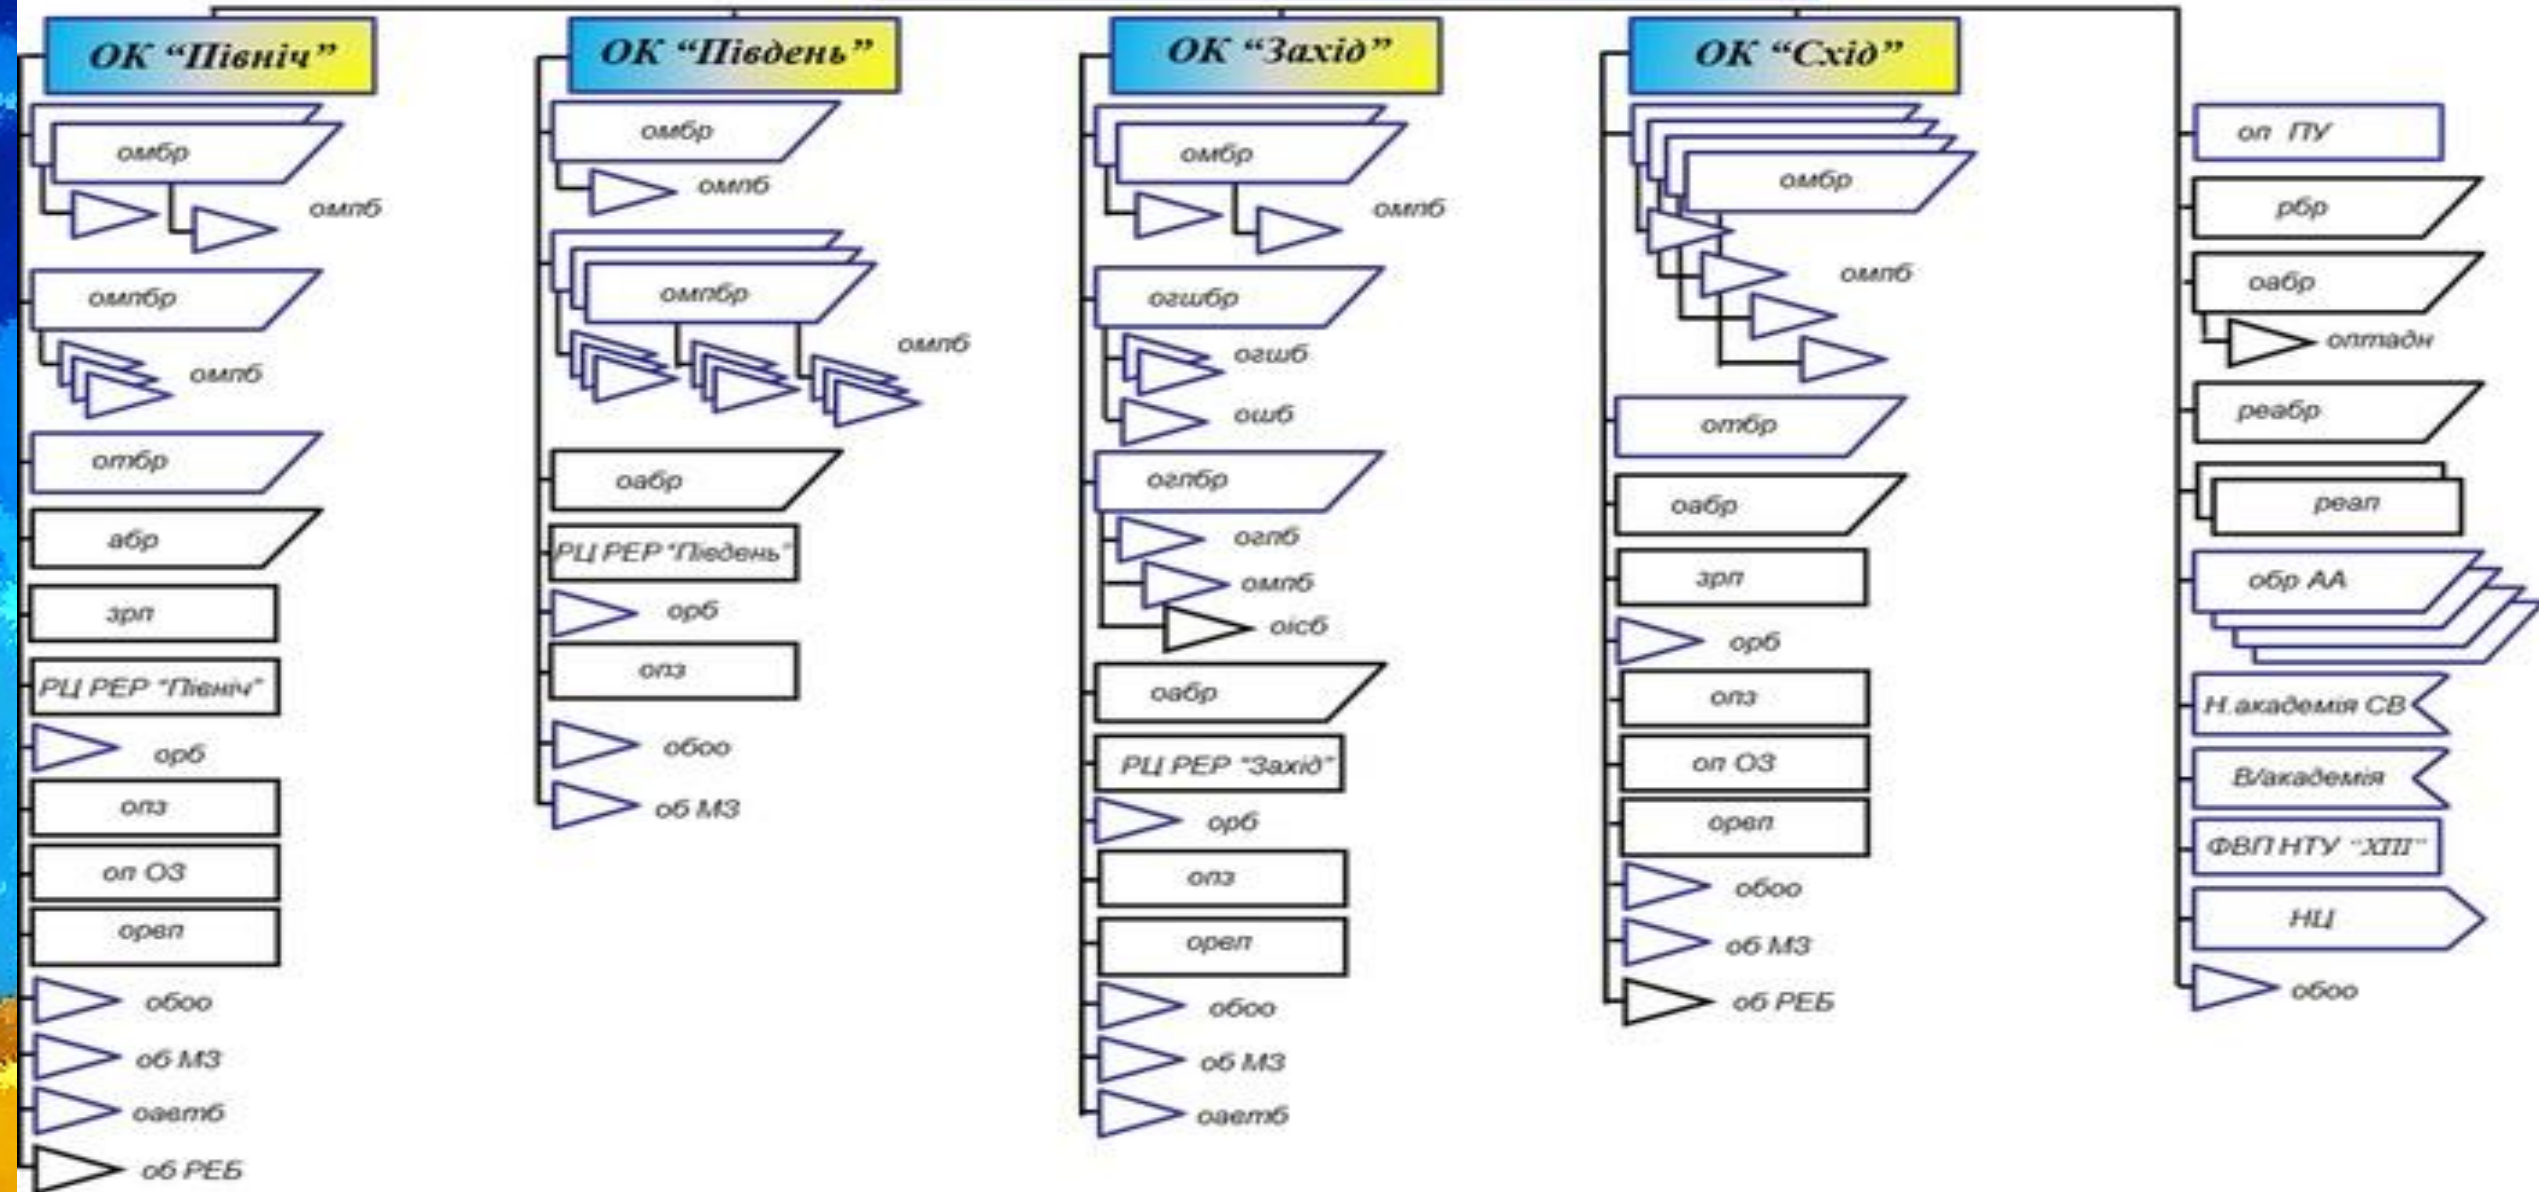 ОК “Північ”
омбр
омпб
омпбр
омпб
отбр
абр
зрп
РЦ РЕР “Північ”
орб
опз
оп ОЗ
орвп
обоо
об МЗ
оавтб
об РЕБ
ОК “Південь”
омбр
омпб
омпбр
омпб
оабр
РЦ РЕР “Південь”
орб
опз
обоо
об МЗ
ОК “Захід”
омбр
омпб
огшбр
огшб
ошб
огпбр
огпб
омпб
оісб
оабр
РЦ РЕР “Захід”
орб
опз
орвп
обоо
об МЗ
оавтб
ОК “Схід”
омбр
омпб
отбр
оабр
зрп
орб
опз
оп ОЗ
орвп
обоо
об МЗ
об РЕБ
оп ПУ
рбр
оабр
оптадн
реабр
реап
обр АА
Н.академія СВ
В/академія
ФВП НТУ “ХПІ”
НЦ
обоо